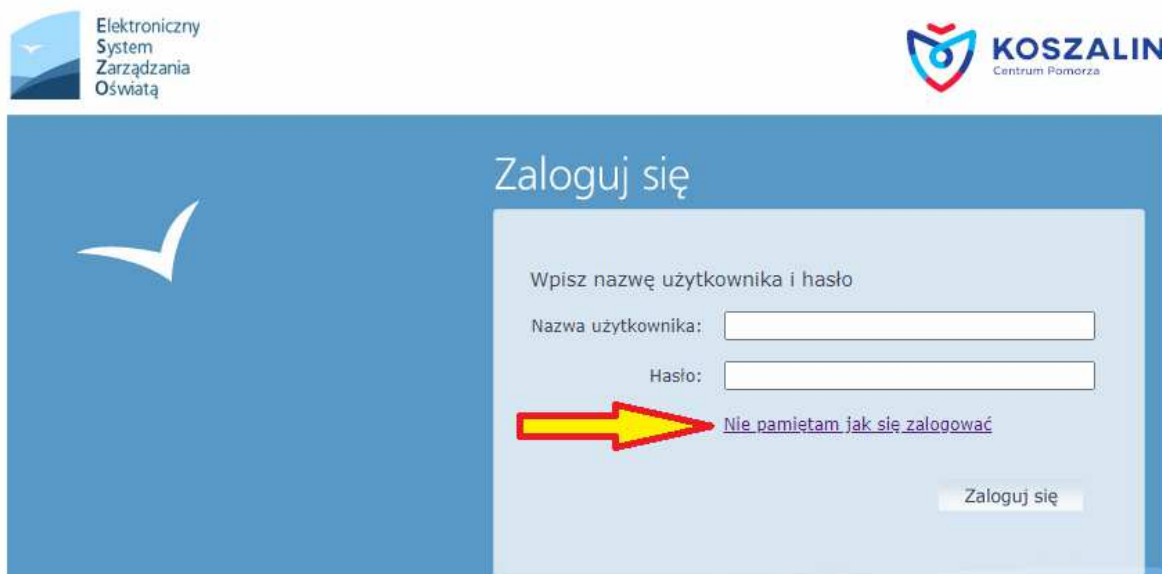 Elektroniczny
System
Zarządzania
Oświatą
KOSZALIN
Centrum Pomorza
Zaloguj się
Wpisz nazwę użytkownika i hasło
Nazwa użytkownika:
Hasło:
Nie pamiętam jak się zalogować
Zaloguj się